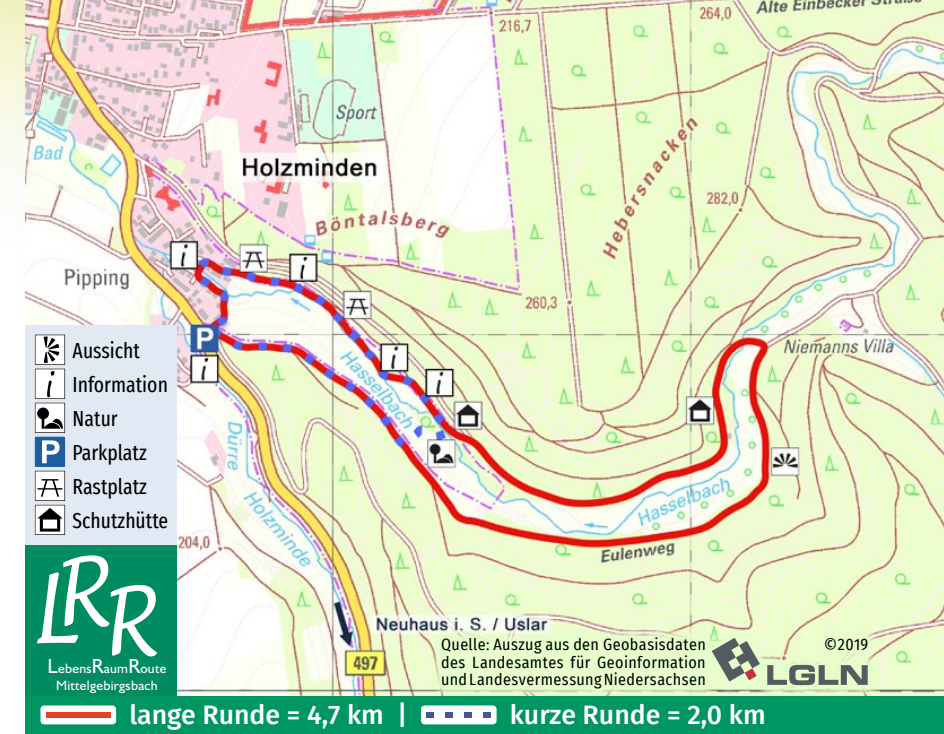 Alte Einbecker Straße
264,0
216,7
Sport
Bad
Holzminden
Hebersnacken
282,0
Böntalsberg
i
i
Pipping
260,3
P
i
Niemanns Villa
Aussicht
i
i
Hasselbach
i Information
Natur
Dürre Holzminde
P Parkplatz
Rastplatz
Hasselbach
Schutzhütte
204,0
Eulenweg
LRR
LebensRaumRoute
Mittelgebirgsbach
Neuhaus i. S. / Uslar
497
Quelle: Auszug aus den Geobasisdaten
des Landesamtes für Geoinformation
und Landesvermessung Niedersachsen
©2019
LGLN
lange Runde = 4,7 km | kurze Runde = 2,0 km